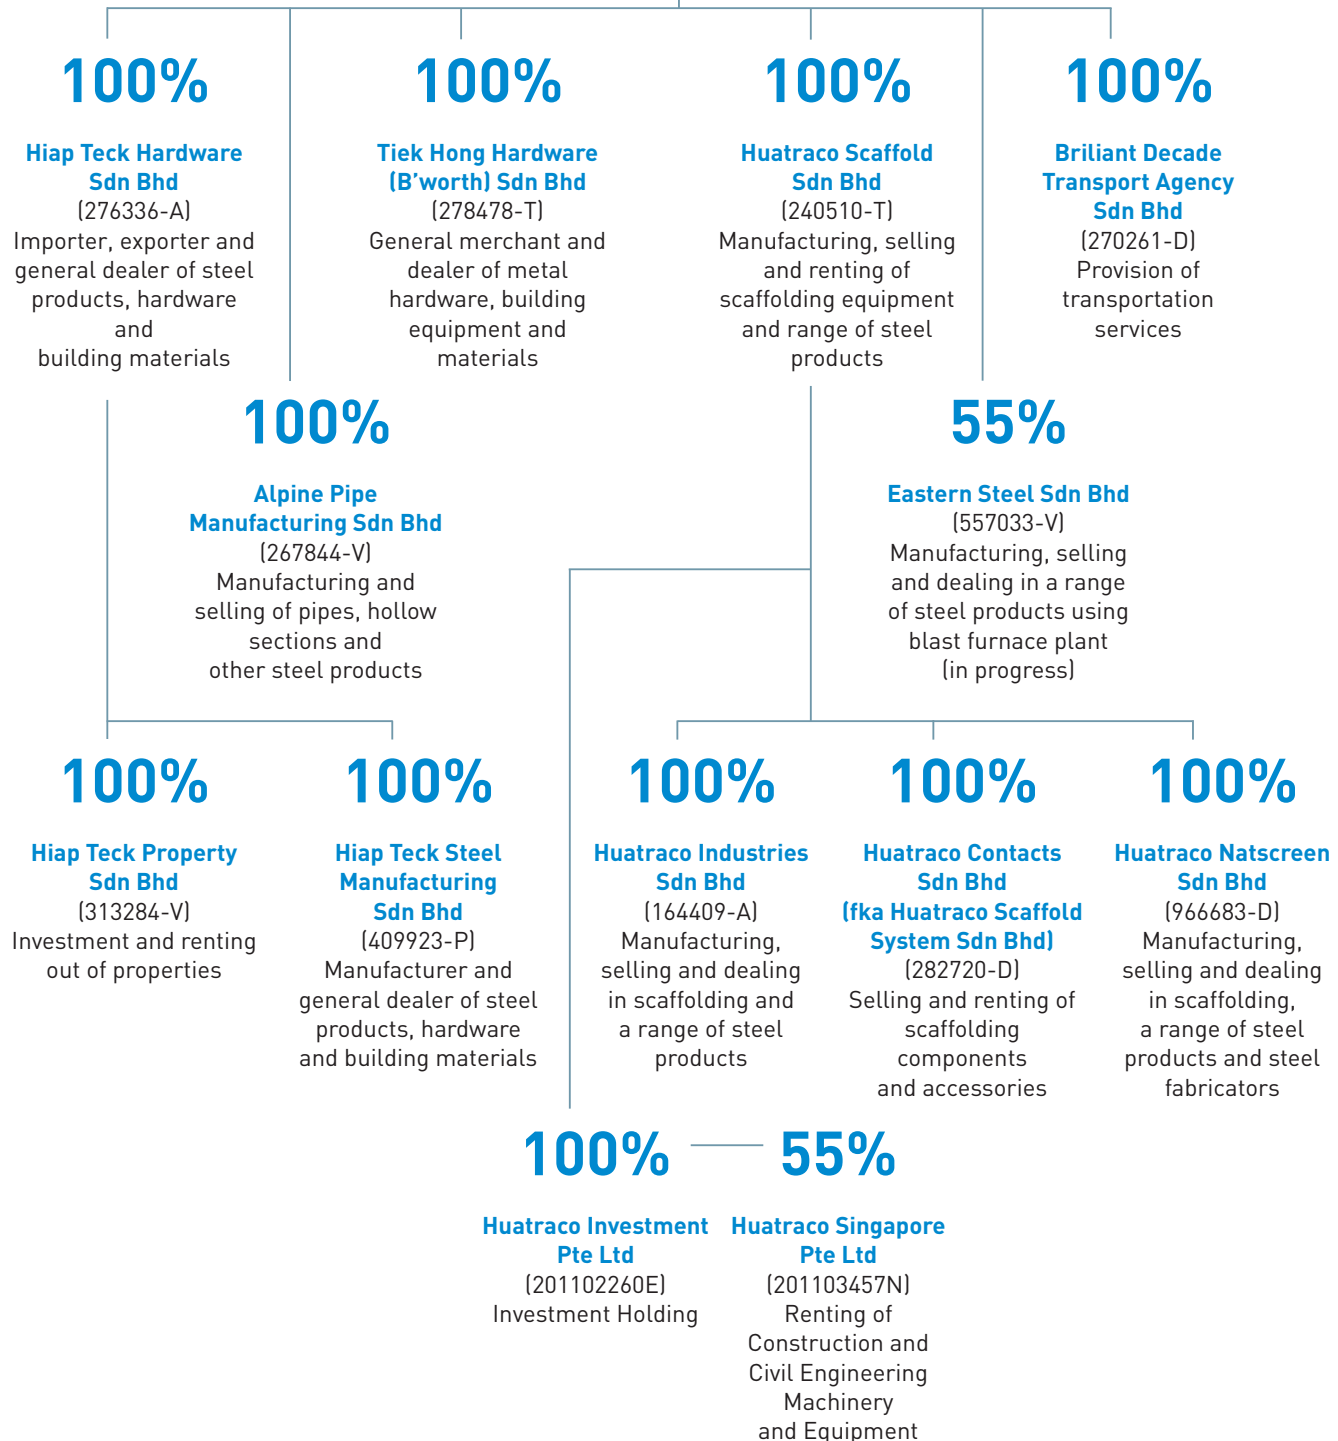 100%
Hiap Teck Hardware
Sdn Bhd
(276336-A)
Importer, exporter and
general dealer of steel
products, hardware
and
building materials
100%
Tiek Hong Hardware
(B’worth) Sdn Bhd
(278478-T)
General merchant and
dealer of metal
hardware, building
equipment and
materials
100%
Huatraco Scaffold
Sdn Bhd
(240510-T)
Manufacturing, selling
and renting of
scaffolding equipment
and range of steel
products
100%
Briliant Decade
Transport Agency
Sdn Bhd
(270261-D)
Provision of
transportation
services
100%
Alpine Pipe
Manufacturing Sdn Bhd
(267844-V)
Manufacturing and
selling of pipes, hollow
sections and
other steel products
55%
Eastern Steel Sdn Bhd
(557033-V)
Manufacturing, selling
and dealing in a range
of steel products using
blast furnace plant
(in progress)
100%
Hiap Teck Property
Sdn Bhd
(313284-V)
Investment and renting
out of properties
100%
Hiap Teck Steel
Manufacturing
Sdn Bhd
(409923-P)
Manufacturer and
general dealer of steel
products, hardware
and building materials
100%
Huatraco Industries
Sdn Bhd
(164409-A)
Manufacturing,
selling and dealing
in scaffolding and
a range of steel
products
100%
Huatraco Contacts
Sdn Bhd
(fka Huatraco Scaffold
System Sdn Bhd)
(282720-D)
Selling and renting of
scaffolding
components
and accessories
100%
Huatraco Natscreen
Sdn Bhd
(966683-D)
Manufacturing,
selling and dealing
in scaffolding,
a range of steel
products and steel
fabricators
100%
Huatraco Investment
Pte Ltd
(201102260E)
Investment Holding
55%
Huatraco Singapore
Pte Ltd
(201103457N)
Renting of
Construction and
Civil Engineering
Machinery
and Equipment